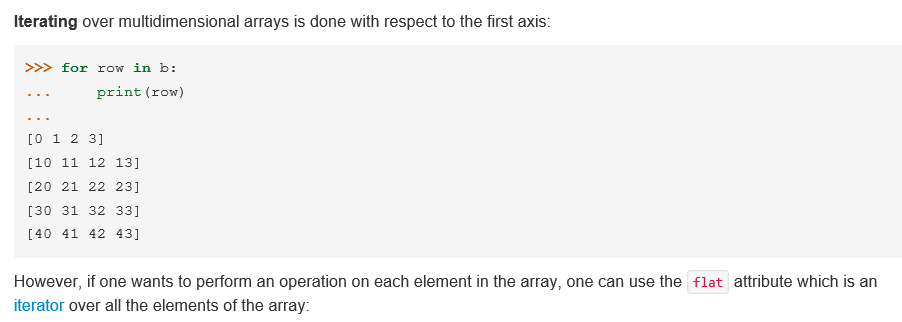 Iterating over multidimensional arrays is done with respect to the first axis:
>>> for row in b:
...     print(row)
...
[0 1 2 3]
[10 11 12 13]
[20 21 22 23]
[30 31 32 33]
[40 41 42 43]
However, if one wants to perform an operation on each element in the array, one can use the flat attribute which is an
iterator over all the elements of the array: